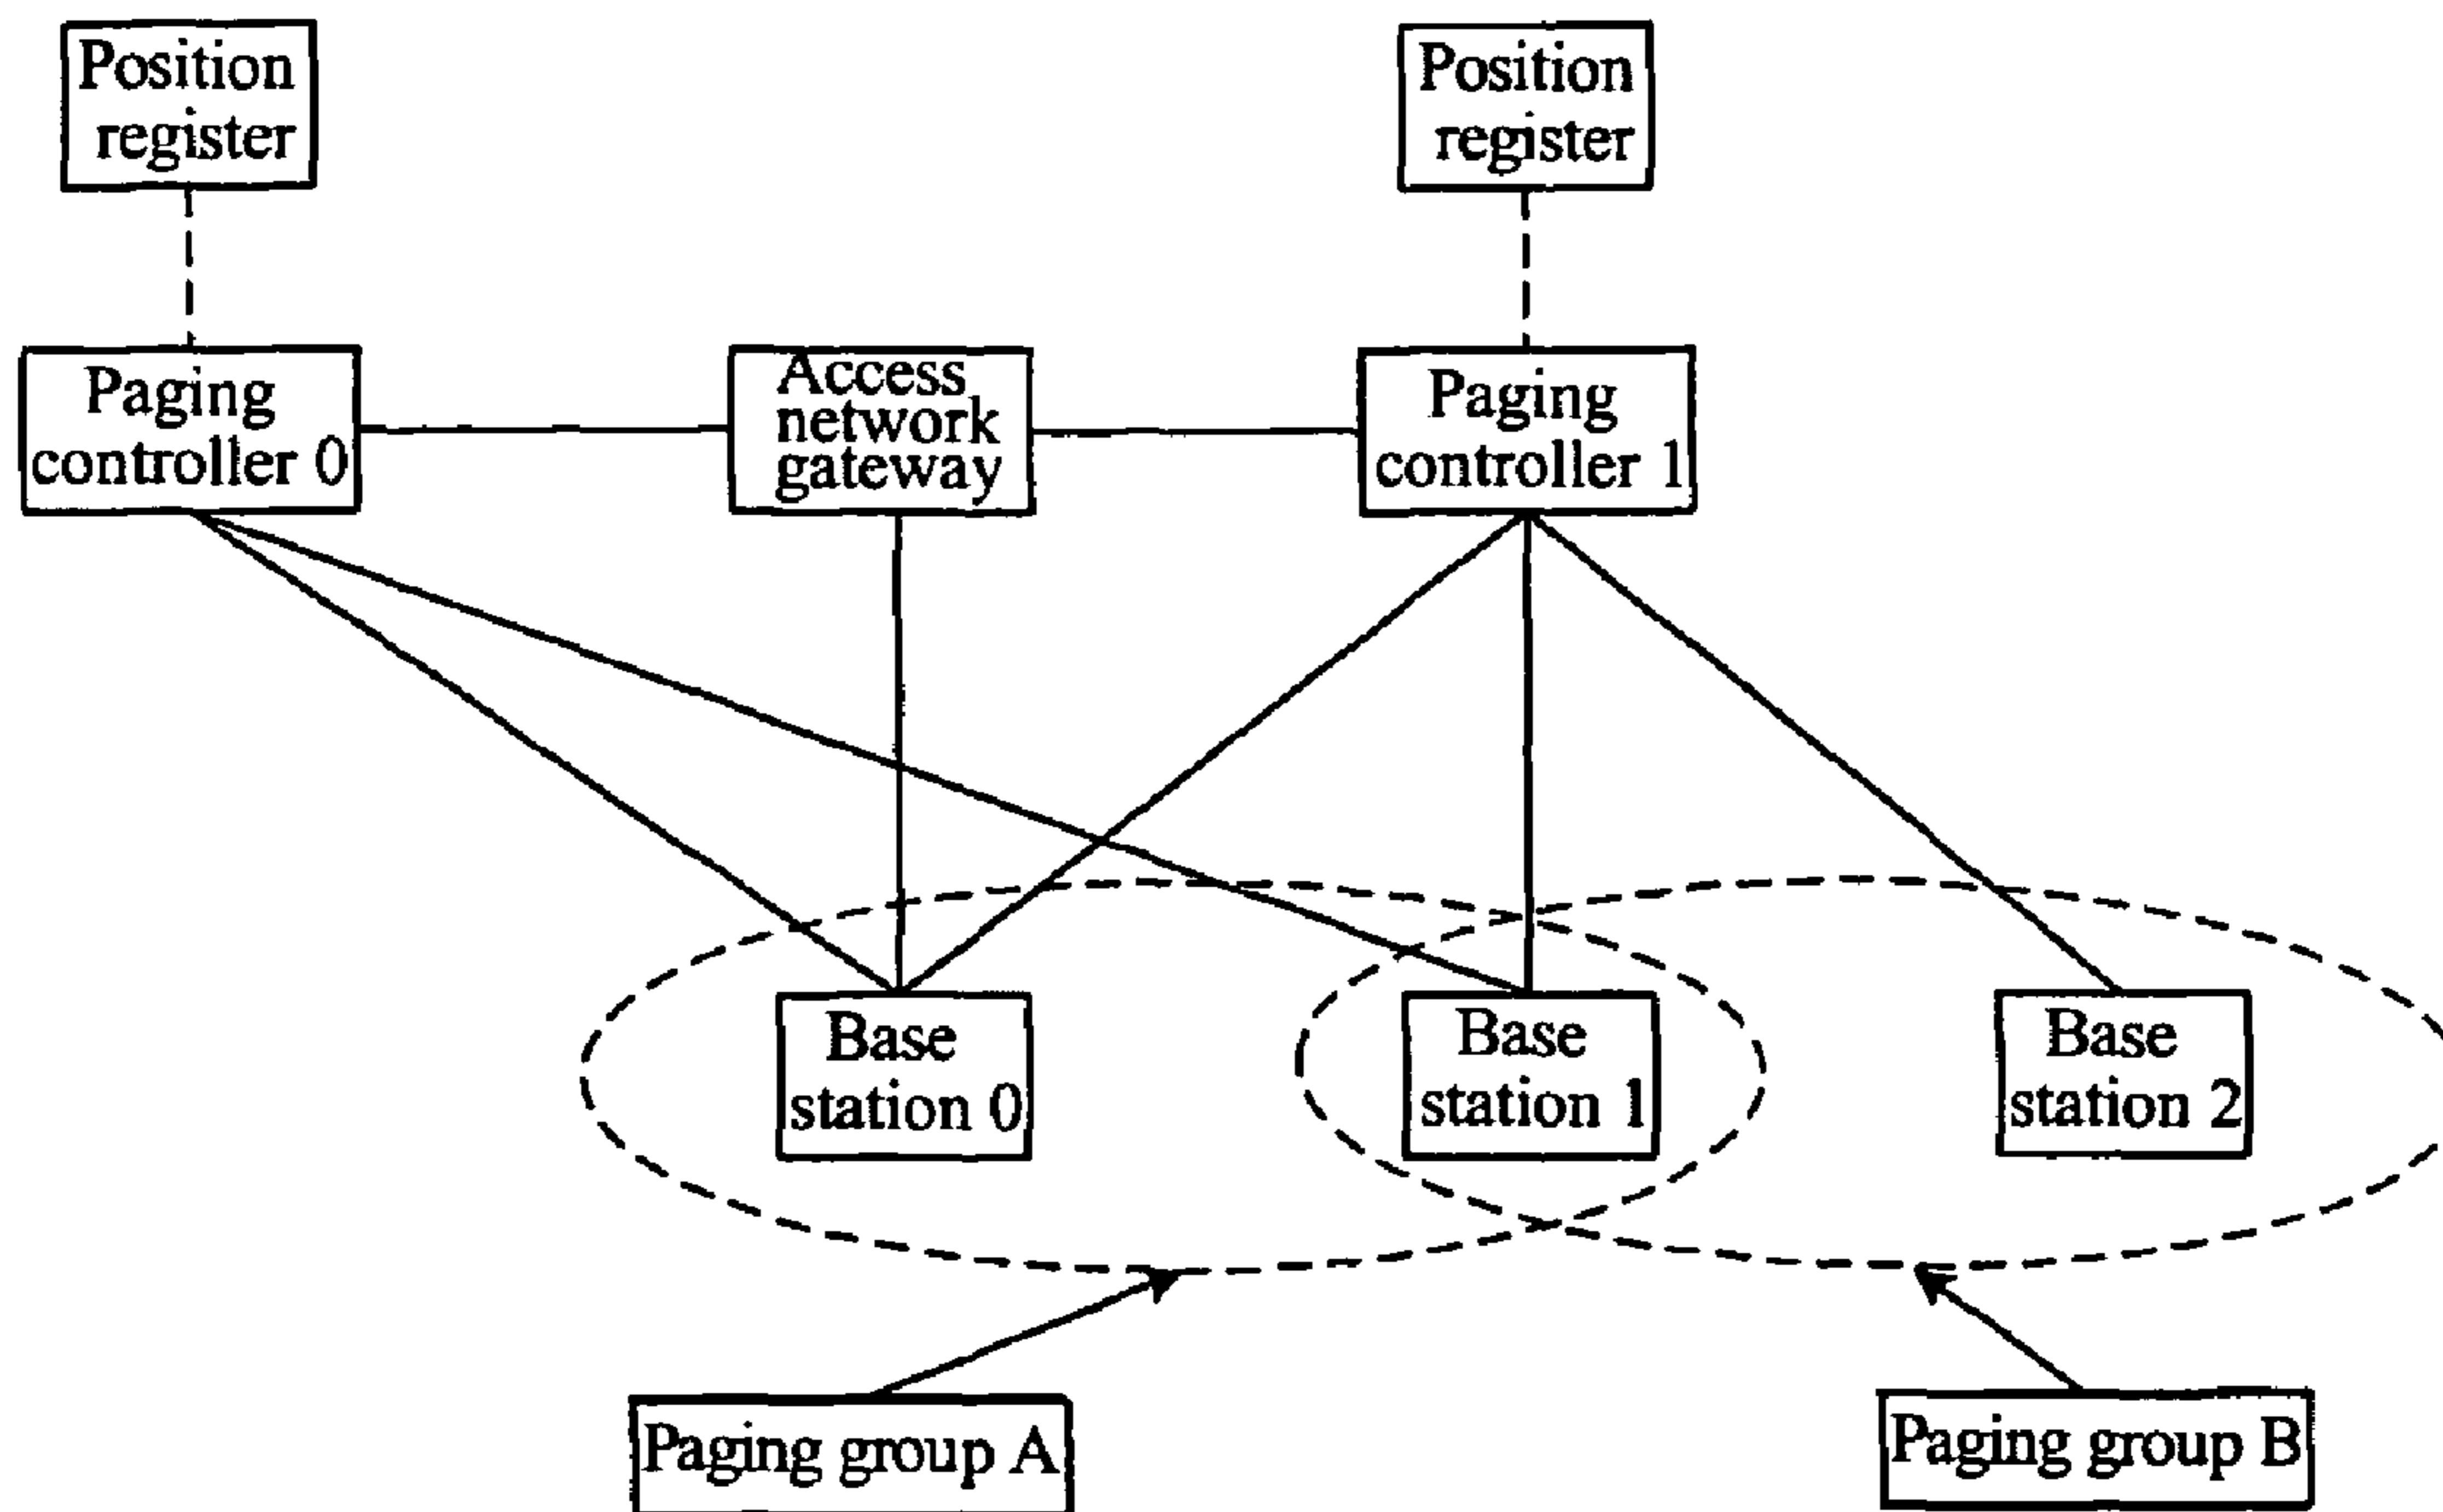 Position
register
Position
register
Paging
controller 0
Access
network
gateway
Paging
controller 1
Base
station 0
Base
station 1
Base
station 2
Paging group A
Paging group B